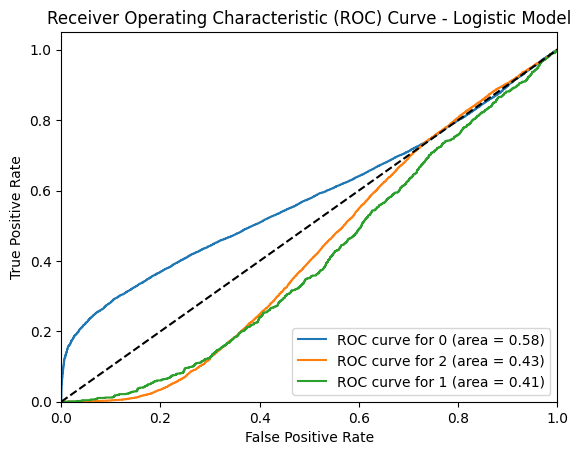 Receiver Operating Characteristic (ROC) Curve - Logistic Model
1.0
0.8
0.6
0.4
0.2
0.0
True Positive Rate
ROC curve for 0 (area = 0.58)
ROC curve for 2 (area = 0.43)
ROC curve for 1 (area = 0.41)
0.0 0.2 0.4 0.6 0.8 1.0
False Positive Rate